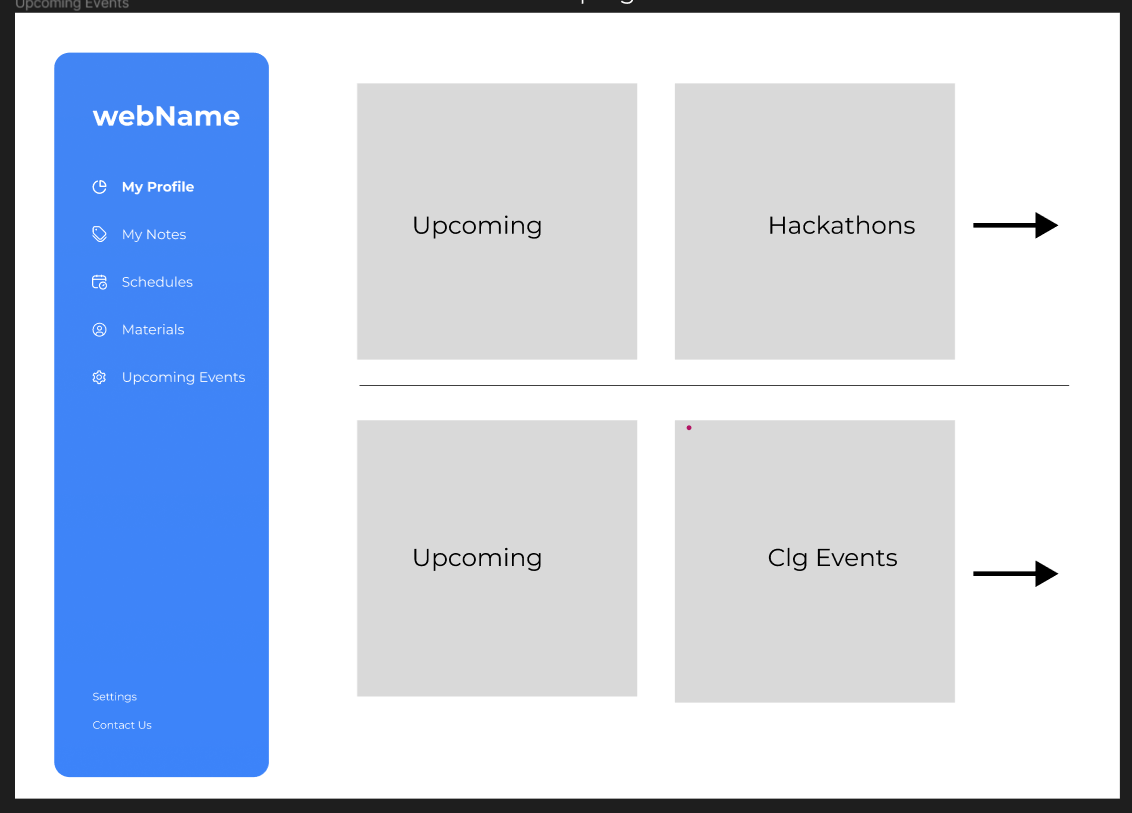 Upcoming Events
webName
My Profile
My Notes
Schedules
Materials
Upcoming Events
Settings
Contact Us
Upcoming Hackathons
Upcoming Clg Events